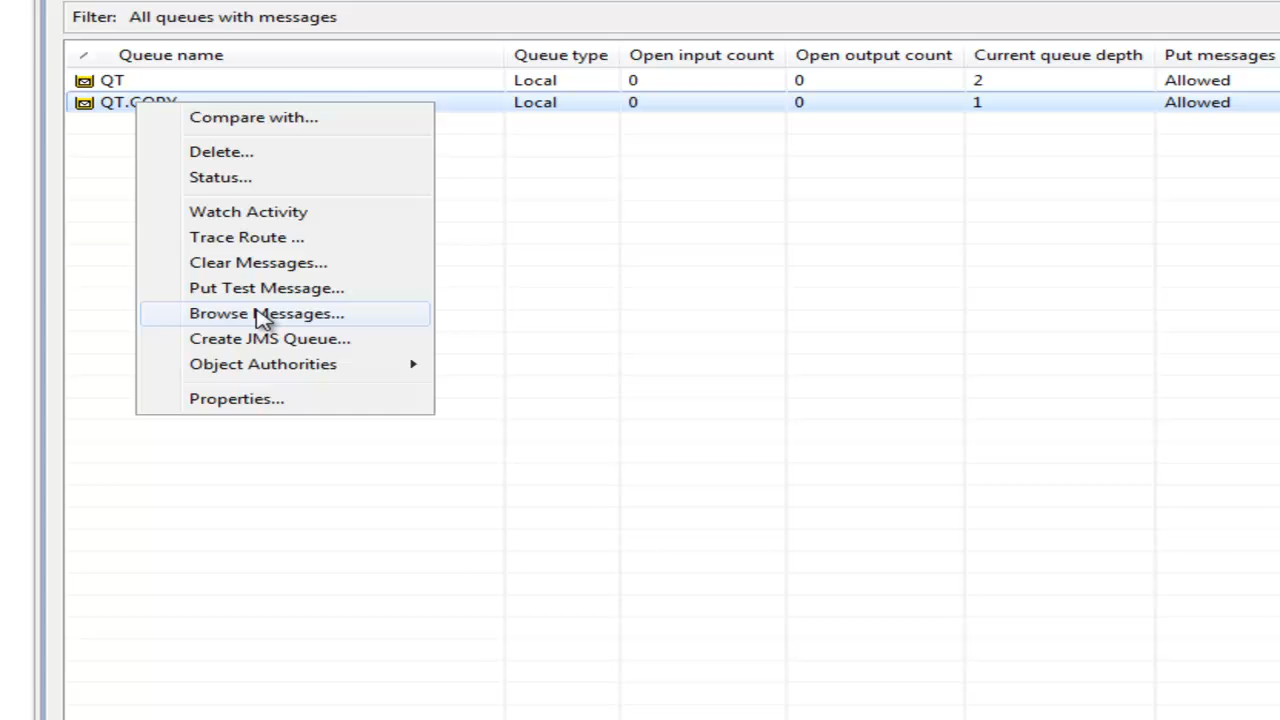 Filter: All queues with messages
Queue name Queue type Open input count Open output count Current queue depth Put messages
QT Local 0 0 2 Allowed
QT.COPY Local 0 0 1 Allowed
Compare with...
Delete...
Status...
Watch Activity
Trace Route ...
Clear Messages...
Put Test Message...
Browse Messages...
Create JMS Queue...
Object Authorities
Properties...